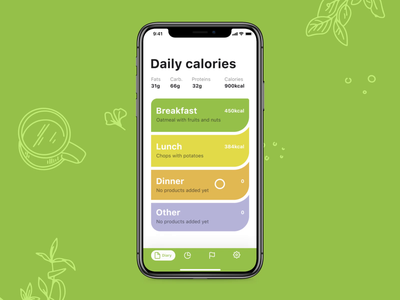 9:41
Daily calories
Fats Carb. Proteins Calories
31g 66g 32g 900kcal
Breakfast 450kcal
Oatmeal with fruits and nuts
Lunch
Chops with potatoes
Dinner 0
No products added yet
Other 0
No products added yet
Diary